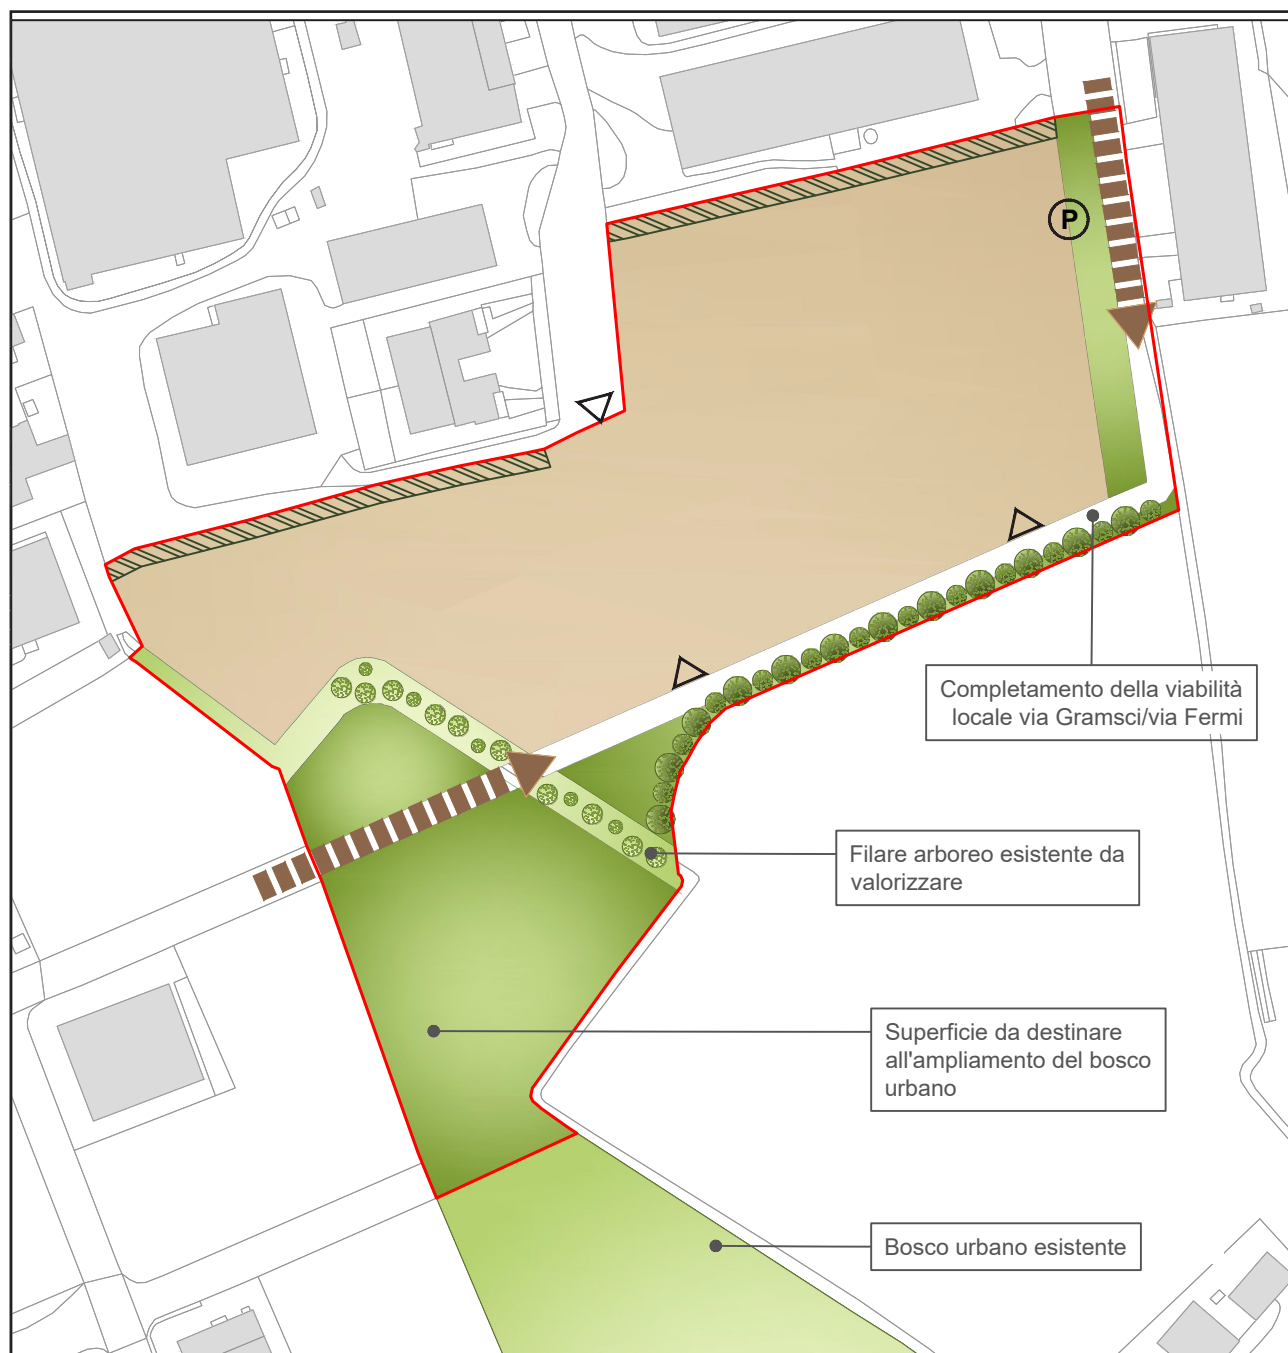 P
Completamento della viabilità
locale via Gramsci/via Fermi
Filare arboreo esistente da
valorizzare
Superficie da destinare
all'ampliamento del bosco
urbano
Bosco urbano esistente